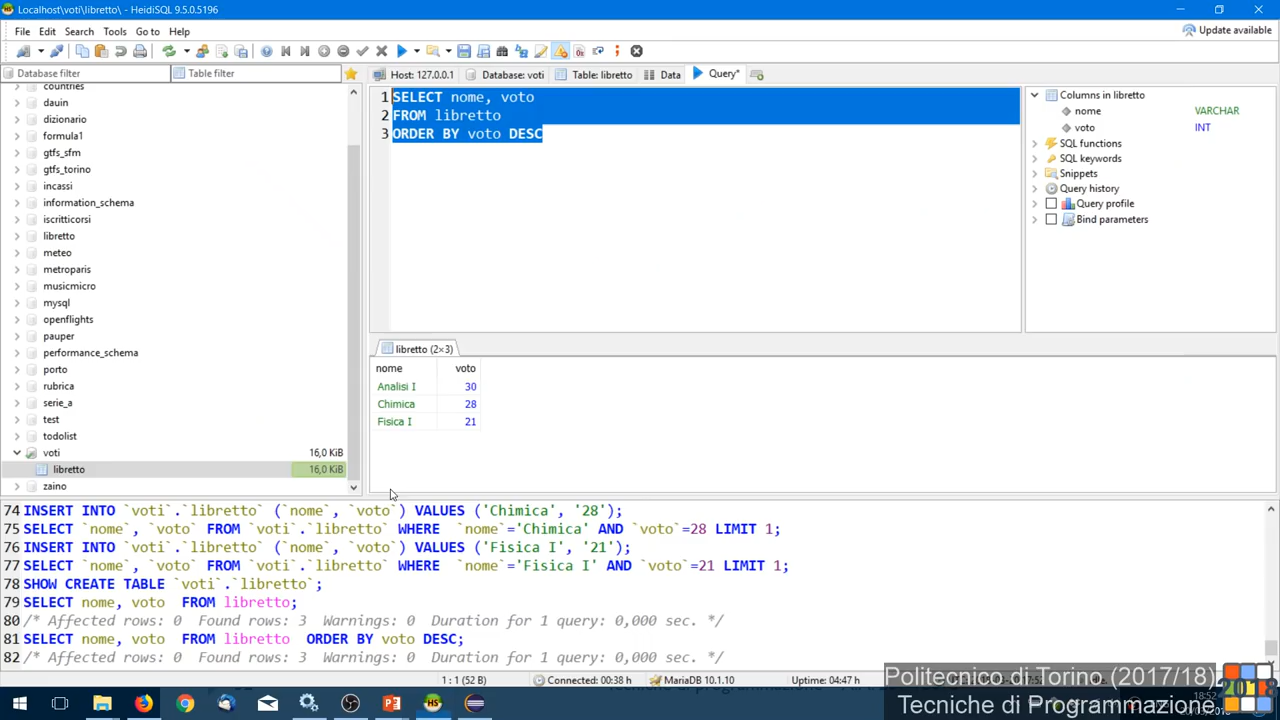 Localhost\voti\libretto\ - HeidiSQL 9.5.0.5196
File Edit Search Tools Go to Help
Update available
Database filter
Table filter
Host: 127.0.0.1
Database: voti
Table: libretto
Data
Query*
countries
dauin
dizionario
formula1
gtfs_sfm
gtfs_torino
incassi
information_schema
iscritticorsi
libretto
meteo
metroparis
musicmicro
mysql
openflights
pauper
performance_schema
porto
rubrica
serie_a
test
todolist
voti 16,0 KiB
libretto 16,0 KiB
zaino
1 SELECT nome, voto
2 FROM libretto
3 ORDER BY voto DESC
Columns in libretto
nome VARCHAR
voto INT
SQL functions
SQL keywords
Snippets
Query history
Query profile
Bind parameters
libretto (2×3)
nome voto
Analisi I 30
Chimica 28
Fisica I 21
74 INSERT INTO `voti`.`libretto` (`nome`, `voto`) VALUES ('Chimica', '28');
75 SELECT `nome`, `voto` FROM `voti`.`libretto` WHERE `nome`='Chimica' AND `voto`=28 LIMIT 1;
76 INSERT INTO `voti`.`libretto` (`nome`, `voto`) VALUES ('Fisica I', '21');
77 SELECT `nome`, `voto` FROM `voti`.`libretto` WHERE `nome`='Fisica I' AND `voto`=21 LIMIT 1;
78 SHOW CREATE TABLE `voti`.`libretto`;
79 SELECT nome, voto FROM libretto;
80 /* Affected rows: 0 Found rows: 3 Warnings: 0 Duration for 1 query: 0,000 sec. */
81 SELECT nome, voto FROM libretto ORDER BY voto DESC;
82 /* Affected rows: 0 Found rows: 3 Warnings: 0 Duration for 1 query: 0,000 sec. */
1 : 1 (52 B)
Connected: 00:38 h
MariaDB 10.1.10
Uptime: 04:47 h
Politecnico di Torino (2017/18)
Tecniche di Programmazione
18:52
2018